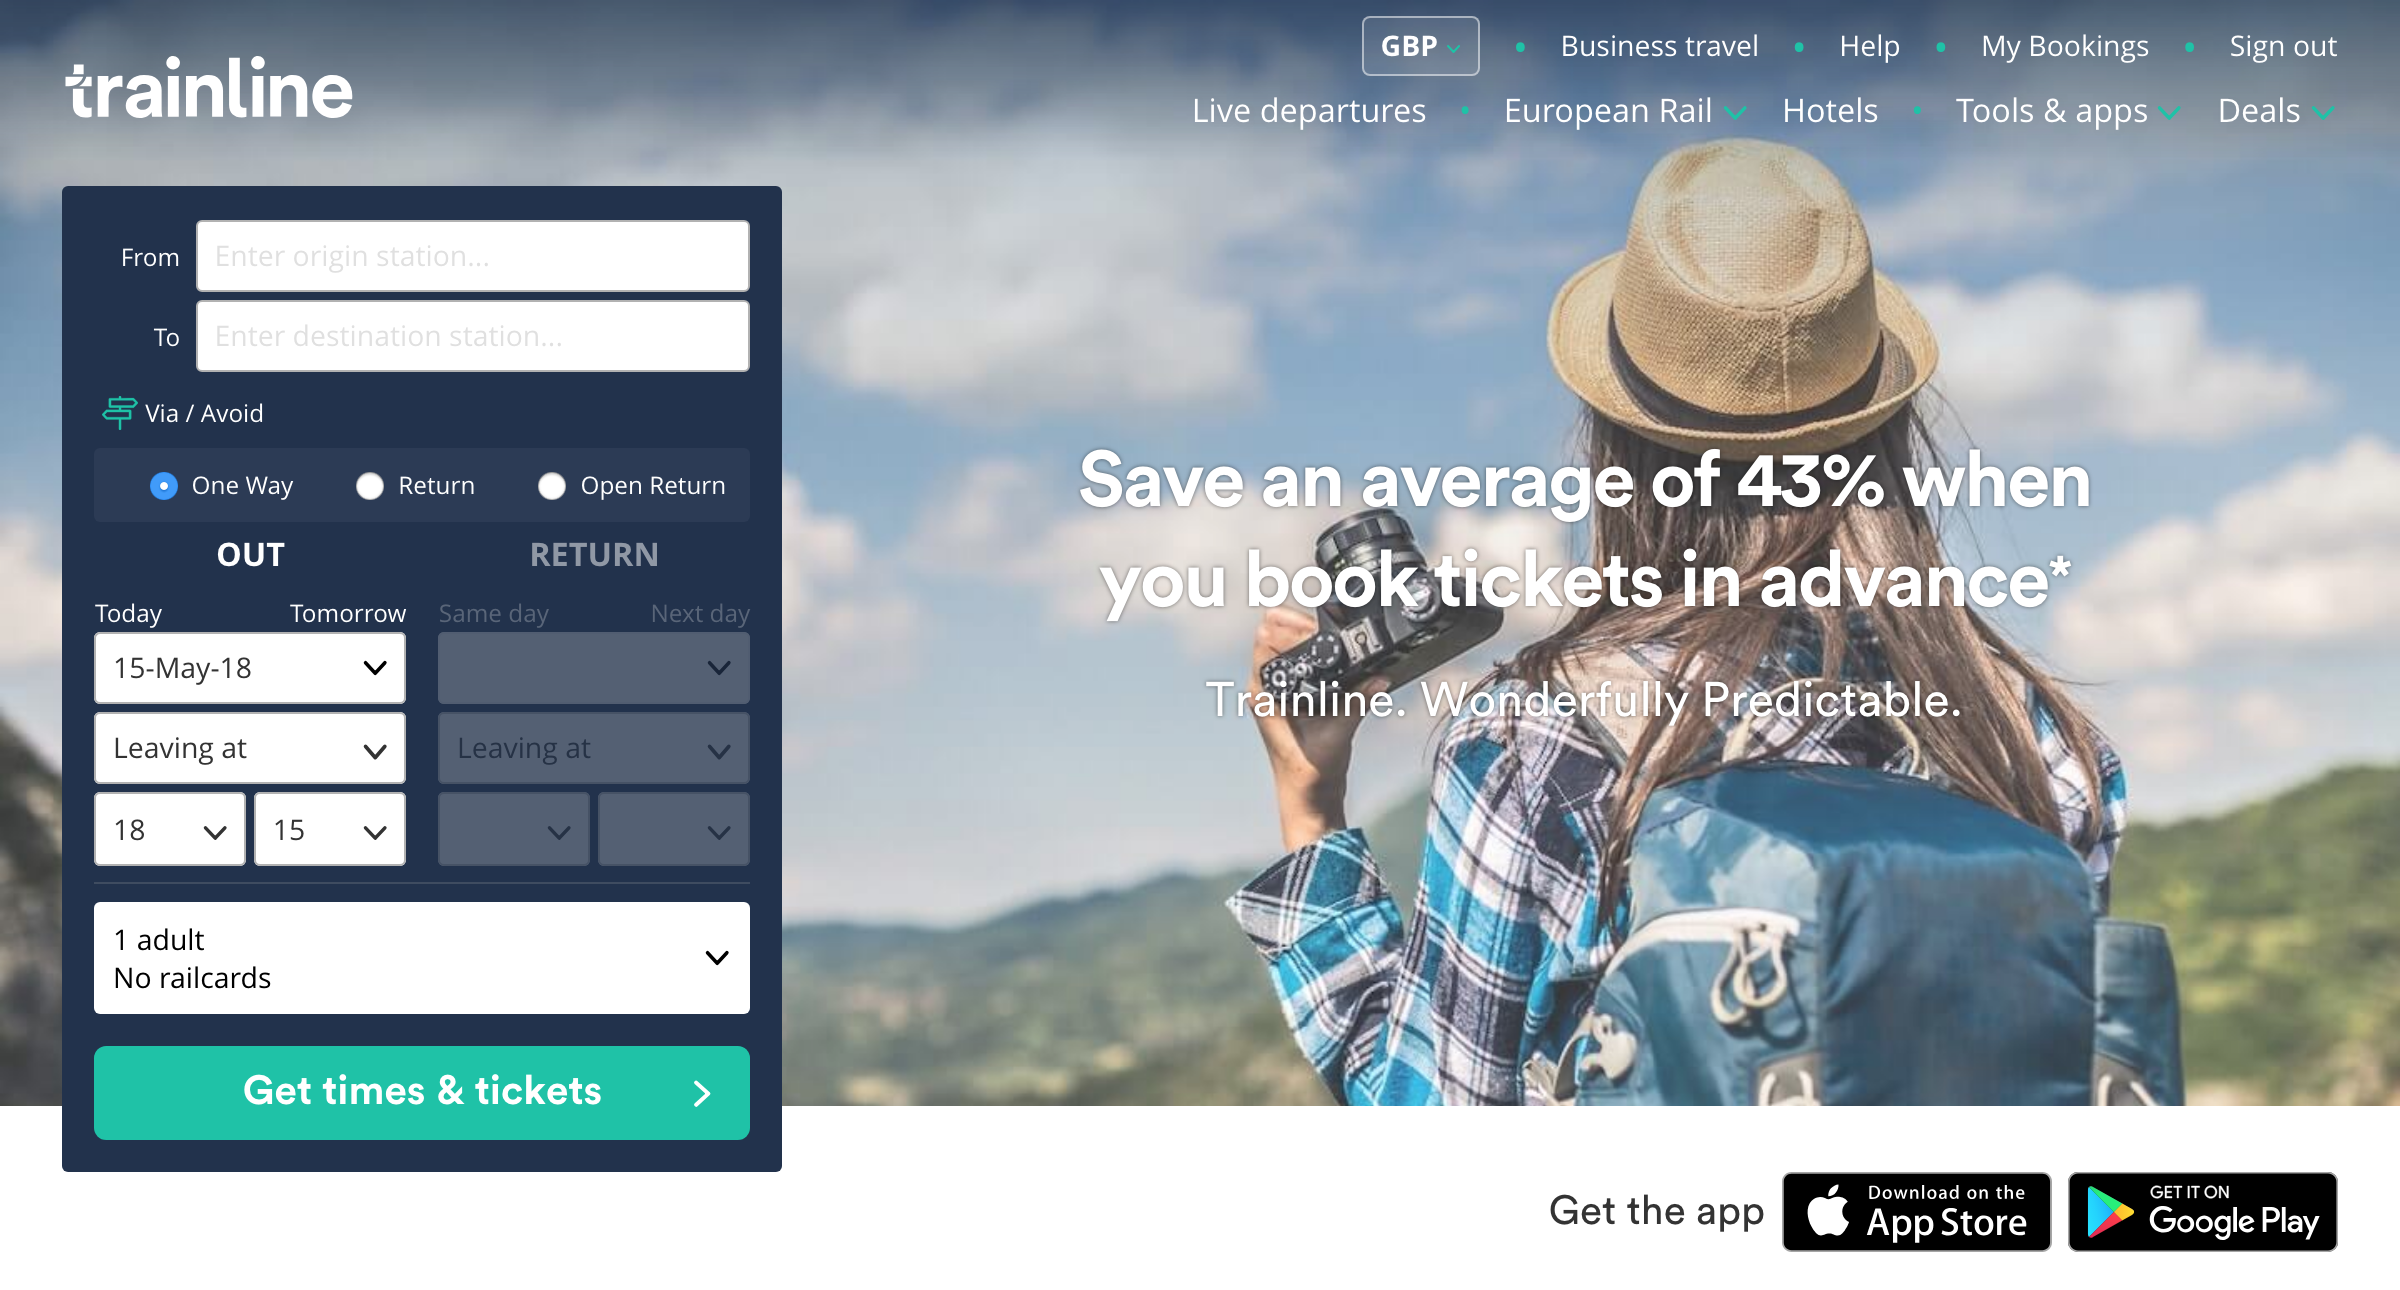 trainline
GBP • Business travel • Help • My Bookings • Sign out
Live departures • European Rail Hotels • Tools & apps Deals
From Enter origin station...
To Enter destination station...
Via / Avoid
One Way Return Open Return
OUT RETURN
Today Tomorrow Same day Next day
15-May-18
Leaving at Leaving at
18 15
1 adult
No railcards
Get times & tickets
Save an average of 43% when
you book tickets in advance*
Trainline. Wonderfully Predictable.
Get the app
Download on the
App Store
GET IT ON
Google Play